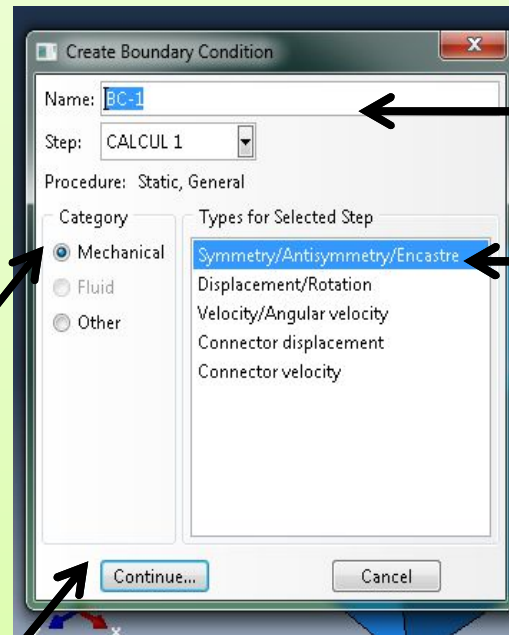 Create Boundary Condition
Name: BC-1
Step: CALCUL 1
Procedure: Static, General
Category
Mechanical
Fluid
Other
Types for Selected Step
Symmetry/Antisymmetry/Encastre
Displacement/Rotation
Velocity/Angular velocity
Connector displacement
Connector velocity
Continue...
Cancel
X